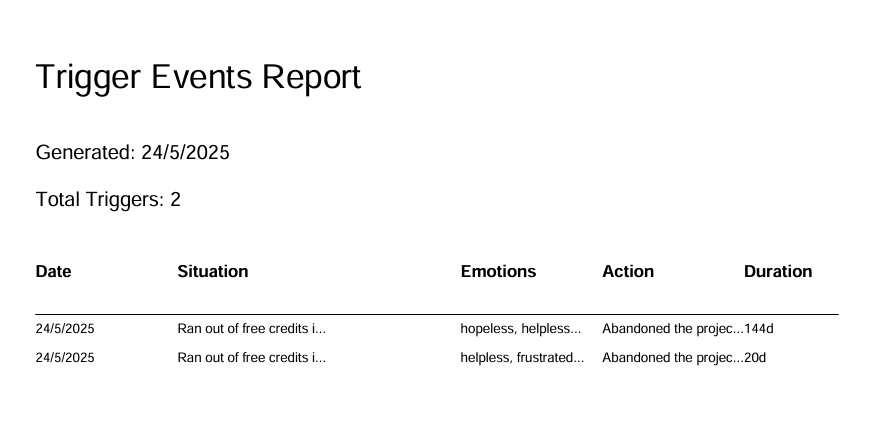 Trigger Events Report
Generated: 24/5/2025
Total Triggers: 2
Date Situation Emotions Action Duration
24/5/2025 Ran out of free credits i... hopeless, helpless... Abandoned the projec...144d
24/5/2025 Ran out of free credits i... helpless, frustrated... Abandoned the projec...20d